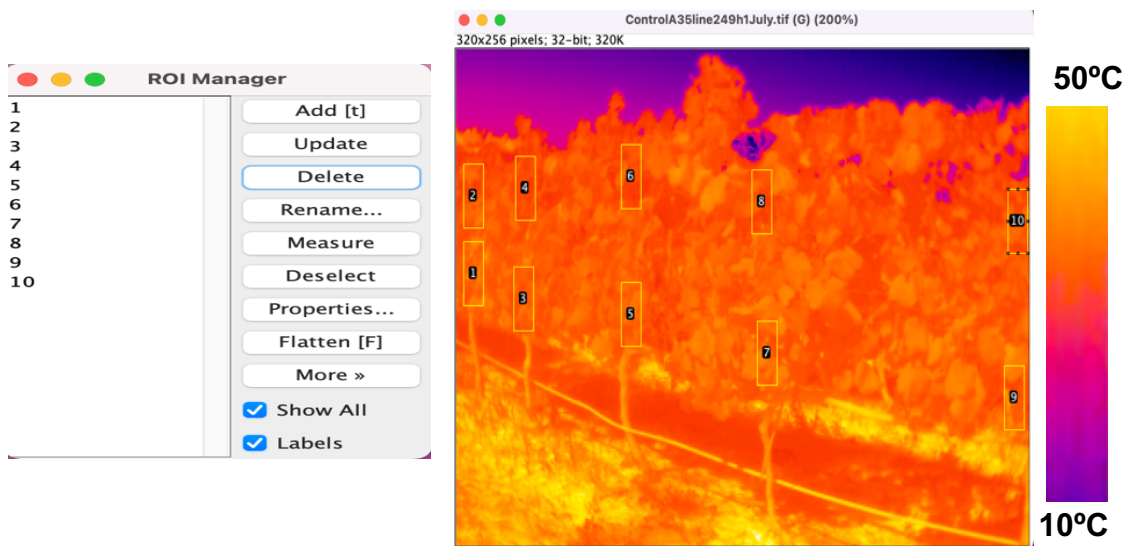 ROI Manager
1
2
3
4
5
6
7
8
9
10
Add [t]
Update
Delete
Rename...
Measure
Deselect
Properties...
Flatten [F]
More »
Show All
Labels
ControlA35line249h1July.tif (G) (200%)
320x256 pixels; 32-bit; 320K
2
4
6
8
10
1
3
5
7
9
50ºC
10ºC